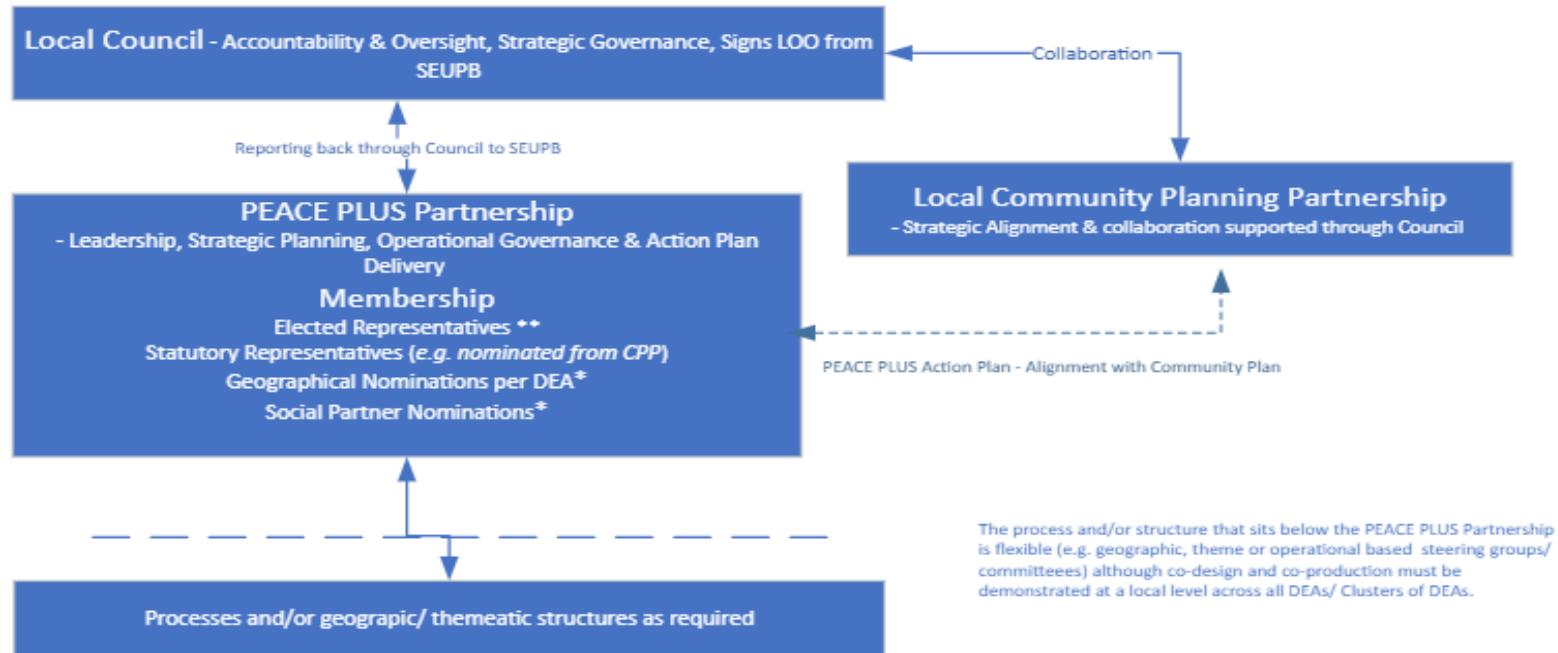 Local Council - Accountability & Oversight, Strategic Governance, Signs LOO from
SEUPB
Collaboration
Reporting back through Council to SEUPB
Local Community Planning Partnership
- Strategic Alignment & collaboration supported through Council
PEACE PLUS Partnership
- Leadership, Strategic Planning, Operational Governance & Action Plan
Delivery
Membership
Elected Representatives **
Statutory Representatives (e.g. nominated from CPP)
Geographical Nominations per DEA*
Social Partner Nominations*
PEACE PLUS Action Plan - Alignment with Community Plan
The process and/or structure that sits below the PEACE PLUS Partnership
is flexible (e.g. geographic, theme or operational based steering groups/
committeees) although co-design and co-production must be
demonstrated at a local level across all DEAs/ Clusters of DEAs.
Processes and/or geograpic/ themeatic structures as required